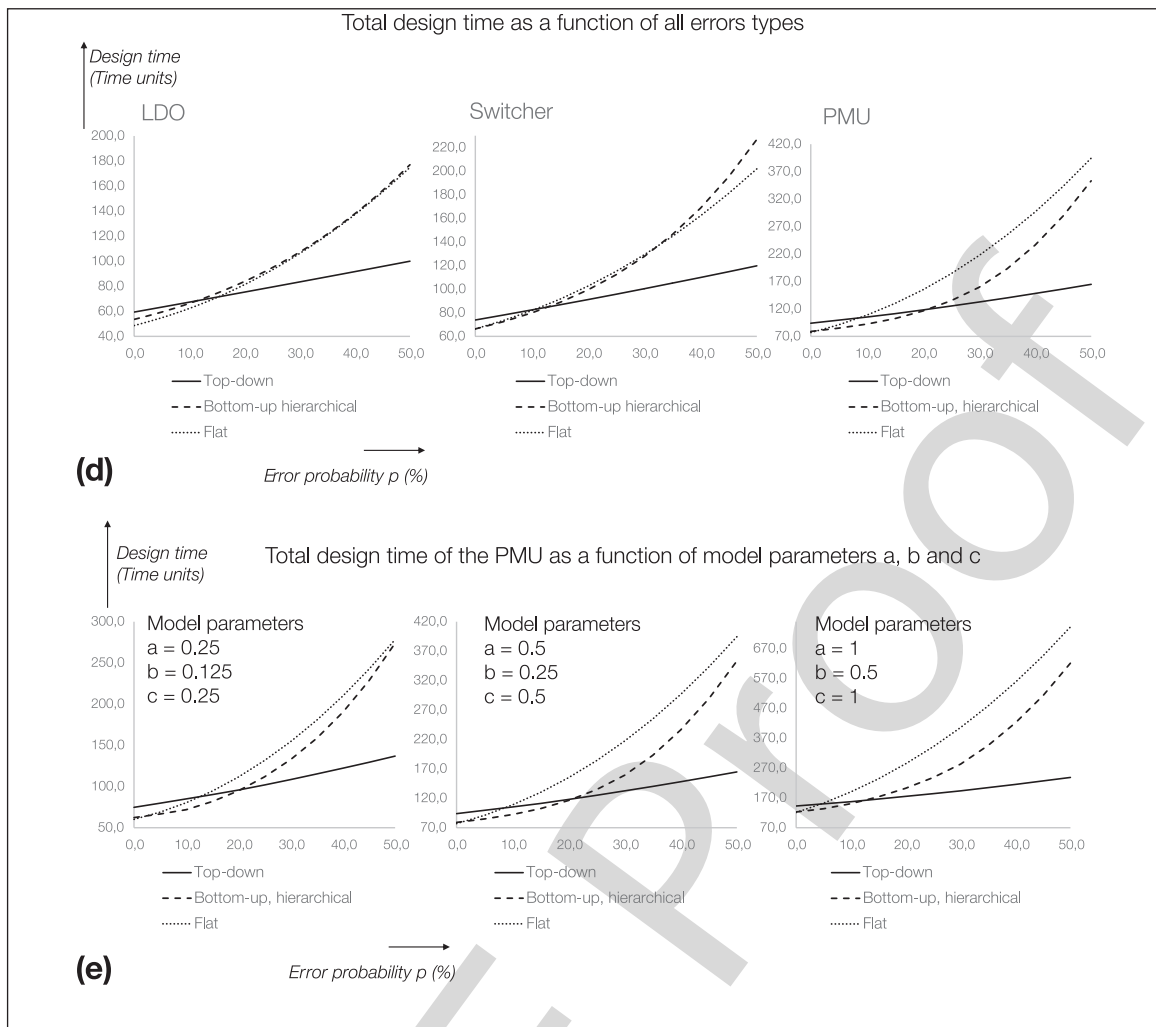 Total design time as a function of all errors types
Design time
(Time units)
LDO
Switcher
PMU
200,0
180,0
160,0
140,0
120,0
100,0
80,0
60,0
40,0
0,0 10,0 20,0 30,0 40,0 50,0
220,0
200,0
180,0
160,0
140,0
120,0
100,0
80,0
60,0
0,0 10,0 20,0 30,0 40,0 50,0
420,0
370,0
320,0
270,0
220,0
170,0
120,0
70,0
0,0 10,0 20,0 30,0 40,0 50,0
Top-down
Bottom-up hierarchical
Flat
Top-down
Bottom-up hierarchical
Flat
Top-down
Bottom-up, hierarchical
Flat
(d)
Error probability p (%)
Design time
(Time units)
Total design time of the PMU as a function of model parameters a, b and c
300,0
250,0
200,0
150,0
100,0
50,0
Model parameters
a = 0.25
b = 0.125
c = 0.25
0,0 10,0 20,0 30,0 40,0 50,0
420,0
370,0
320,0
270,0
220,0
170,0
120,0
70,0
Model parameters
a = 0.5
b = 0.25
c = 0.5
0,0 10,0 20,0 30,0 40,0 50,0
670,0
570,0
470,0
370,0
270,0
170,0
70,0
Model parameters
a = 1
b = 0.5
c = 1
0,0 10,0 20,0 30,0 40,0 50,0
Top-down
Bottom-up, hierarchical
Flat
Top-down
Bottom-up, hierarchical
Flat
Top-down
Bottom-up, hierarchical
Flat
(e)
Error probability p (%)
Proof